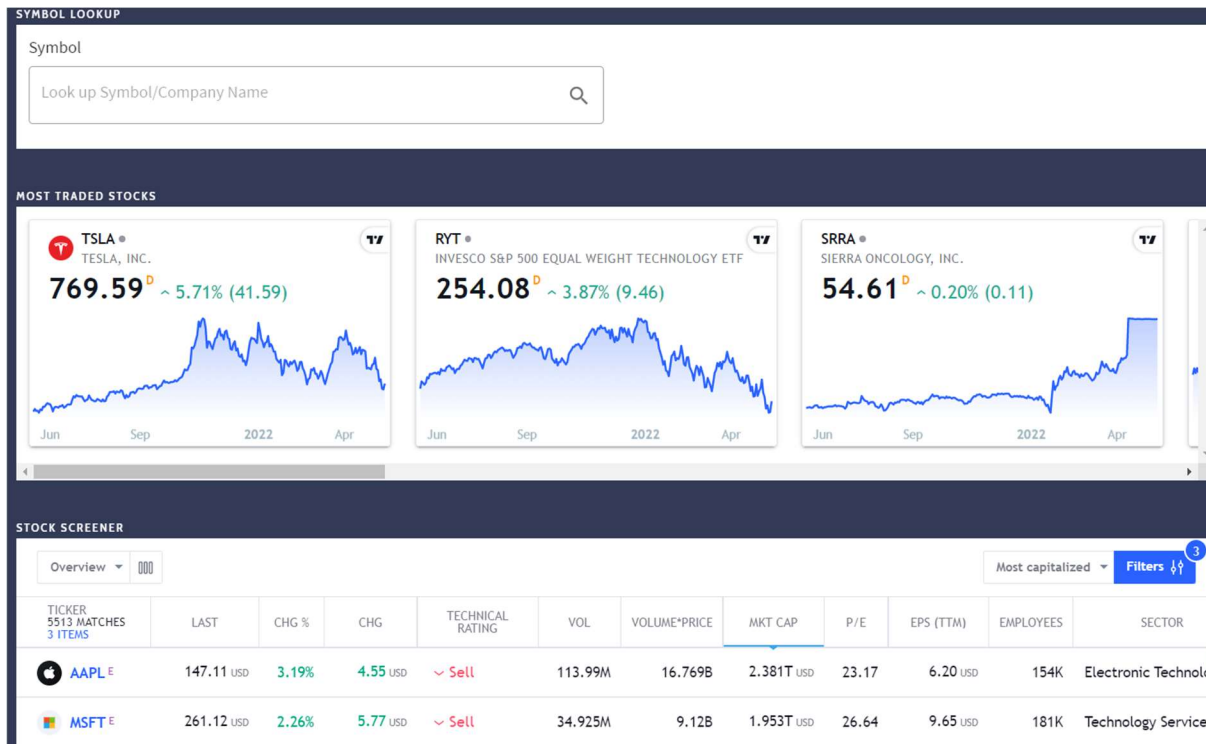 SYMBOL LOOKUP
Symbol
Look up Symbol/Company Name
MOST TRADED STOCKS
TSLA
TESLA, INC.
769.59 D 5.71% (41.59)
Jun Sep 2022 Apr
RYT
INVESCO S&P 500 EQUAL WEIGHT TECHNOLOGY ETF
254.08 D 3.87% (9.46)
Jun Sep 2022 Apr
SRRA
SIERRA ONCOLOGY, INC.
54.61 D 0.20% (0.11)
Jun Sep 2022 Apr
STOCK SCREENER
Overview Most capitalized Filters 3
TICKER
5513 MATCHES
3 ITEMS
LAST CHG % CHG TECHNICAL RATING VOL VOLUME*PRICE MKT CAP P/E EPS (TTM) EMPLOYEES SECTOR
AAPL E 147.11 USD 3.19% 4.55 USD Sell 113.99M 16.769B 2.381T USD 23.17 6.20 USD 154K Electronic Technolo
MSFT E 261.12 USD 2.26% 5.77 USD Sell 34.925M 9.12B 1.953T USD 26.64 9.65 USD 181K Technology Service